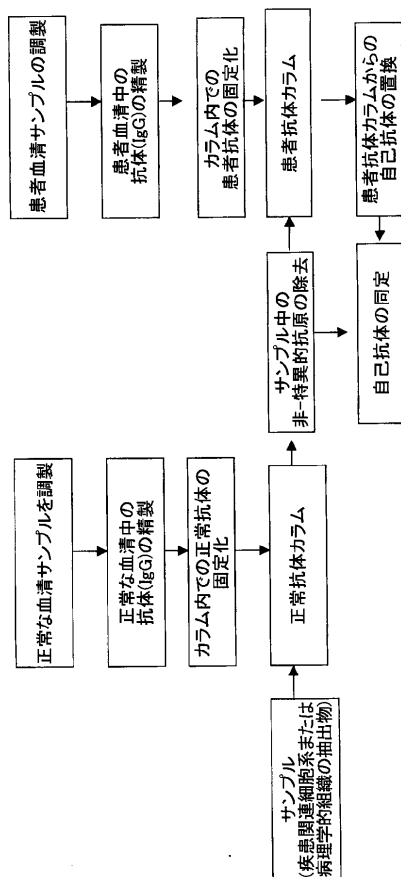 正常な血清サンプルを調製
正常な血清中の
抗体(IgG)の精製
カラム内での正常抗体の
固定化
サンプル
(疾患関連細胞系または
病理学的組織の抽出物)
正常抗体カラム
サンプル中の
非-特異的抗原の除去
患者血清サンプルの調製
患者血清中の
抗体(IgG)の精製
カラム内での
患者抗体の固定化
患者抗体カラム
患者抗体カラムからの
自己抗体の置換
自己抗体の同定